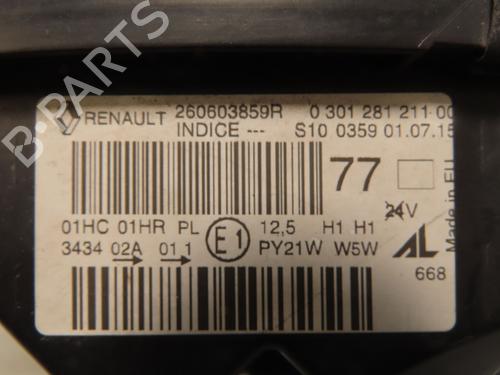 RENAULT 260603859R 0 301 281 211 00
INDICE --- S10 0359 01.07.15
77
24V
Made in EU
01HC 01HR PL E1 12,5 H1 H1
3434 02A 01 1 PY21W W5W AL
668
B-PARTS